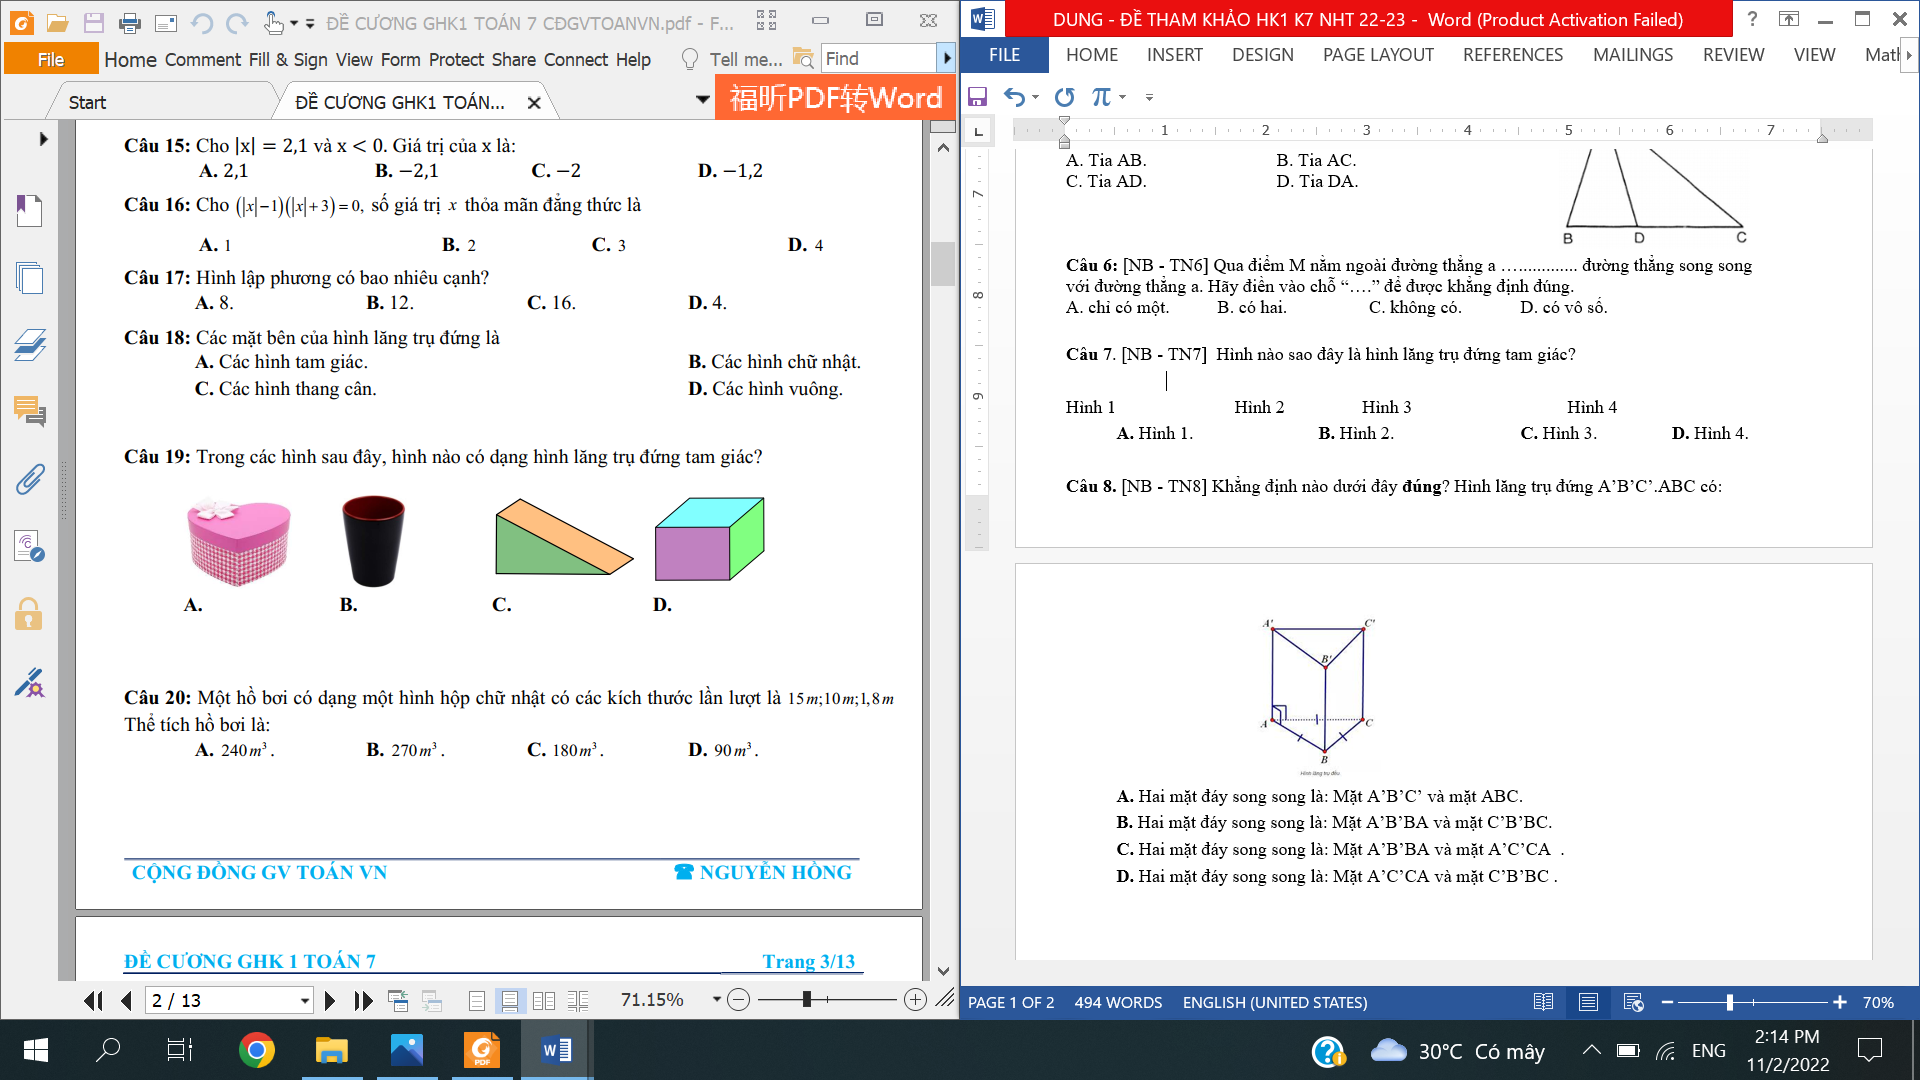 ĐỀ CƯƠNG GHK1 TOÁN 7 CĐGVTOANVN.pdf - F...
File Home Comment Fill & Sign View Form Protect Share Connect Help Tell me... Find
Start ĐỀ CƯƠNG GHK1 TOÁN... 福昕PDF转Word
Câu 15: Cho |x| = 2,1 và x < 0. Giá trị của x là:
A. 2,1 B. −2,1 C. −2 D. −1,2
Câu 16: Cho (|x|−1)(|x|+3)=0, số giá trị x thỏa mãn đẳng thức là
A. 1 B. 2 C. 3 D. 4
Câu 17: Hình lập phương có bao nhiêu cạnh?
A. 8. B. 12. C. 16. D. 4.
Câu 18: Các mặt bên của hình lăng trụ đứng là
A. Các hình tam giác. B. Các hình chữ nhật.
C. Các hình thang cân. D. Các hình vuông.
Câu 19: Trong các hình sau đây, hình nào có dạng hình lăng trụ đứng tam giác?
A. B. C. D.
Câu 20: Một hồ bơi có dạng một hình hộp chữ nhật có các kích thước lần lượt là 15m;10m;1,8m
Thể tích hồ bơi là:
A. 240m³. B. 270m³. C. 180m³. D. 90m³.
CỘNG ĐỒNG GV TOÁN VN ☎ NGUYỄN HỒNG
ĐỀ CƯƠNG GHK 1 TOÁN 7 Trang 3/13
2 / 13 71.15%
DUNG - ĐỀ THAM KHẢO HK1 K7 NHT 22-23 - Word (Product Activation Failed)
FILE HOME INSERT DESIGN PAGE LAYOUT REFERENCES MAILINGS REVIEW VIEW
π
1 2 3 4 5 6 7
7
8
9
A. Tia AB. B. Tia AC.
C. Tia AD. D. Tia DA.
B D C
Câu 6: [NB - TN6] Qua điểm M nằm ngoài đường thẳng a …............. đường thẳng song song
với đường thẳng a. Hãy điền vào chỗ “….” để được khẳng định đúng.
A. chỉ có một. B. có hai. C. không có. D. có vô số.
Câu 7. [NB - TN7] Hình nào sao đây là hình lăng trụ đứng tam giác?
Hình 1 Hình 2 Hình 3 Hình 4
A. Hình 1. B. Hình 2. C. Hình 3. D. Hình 4.
Câu 8. [NB - TN8] Khẳng định nào dưới đây đúng? Hình lăng trụ đứng A’B’C’.ABC có:
A' C'
B'
A C
B
Hình lăng trụ đều
A. Hai mặt đáy song song là: Mặt A’B’C’ và mặt ABC.
B. Hai mặt đáy song song là: Mặt A’B’BA và mặt C’B’BC.
C. Hai mặt đáy song song là: Mặt A’B’BA và mặt A’C’CA .
D. Hai mặt đáy song song là: Mặt A’C’CA và mặt C’B’BC .
PAGE 1 OF 2 494 WORDS ENGLISH (UNITED STATES) 70%
30°C Có mây ENG
2:14 PM
11/2/2022